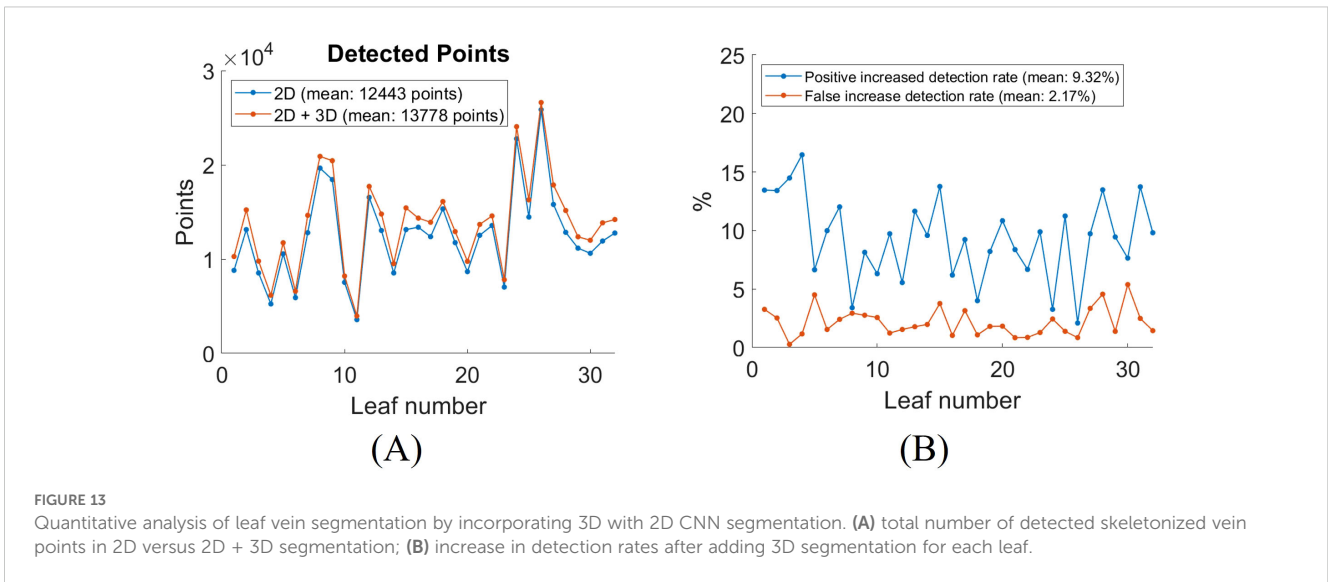 ×10⁴
Detected Points
3
2
1
0
Points
2D (mean: 12443 points)
2D + 3D (mean: 13778 points)
0 10 20 30
Leaf number
(A)
25
20
15
10
5
0
%
Positive increased detection rate (mean: 9.32%)
False increase detection rate (mean: 2.17%)
0 10 20 30
Leaf number
(B)
FIGURE 13
Quantitative analysis of leaf vein segmentation by incorporating 3D with 2D CNN segmentation. (A) total number of detected skeletonized vein
points in 2D versus 2D + 3D segmentation; (B) increase in detection rates after adding 3D segmentation for each leaf.